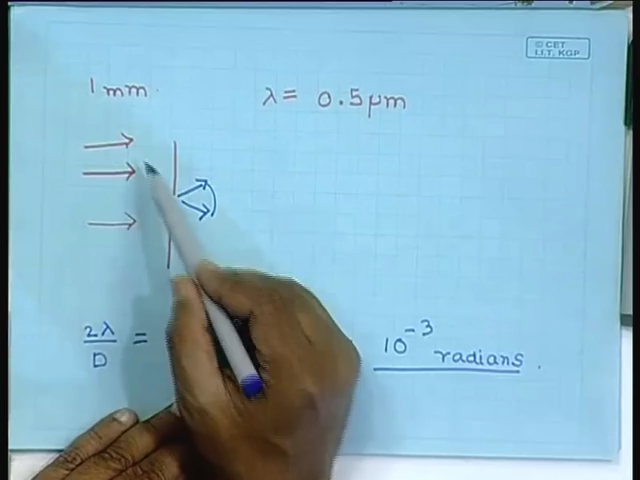 © CET
I.I.T. KGP
1 mm.
λ = 0.5 μm
2λ/D = 10⁻³ radians.